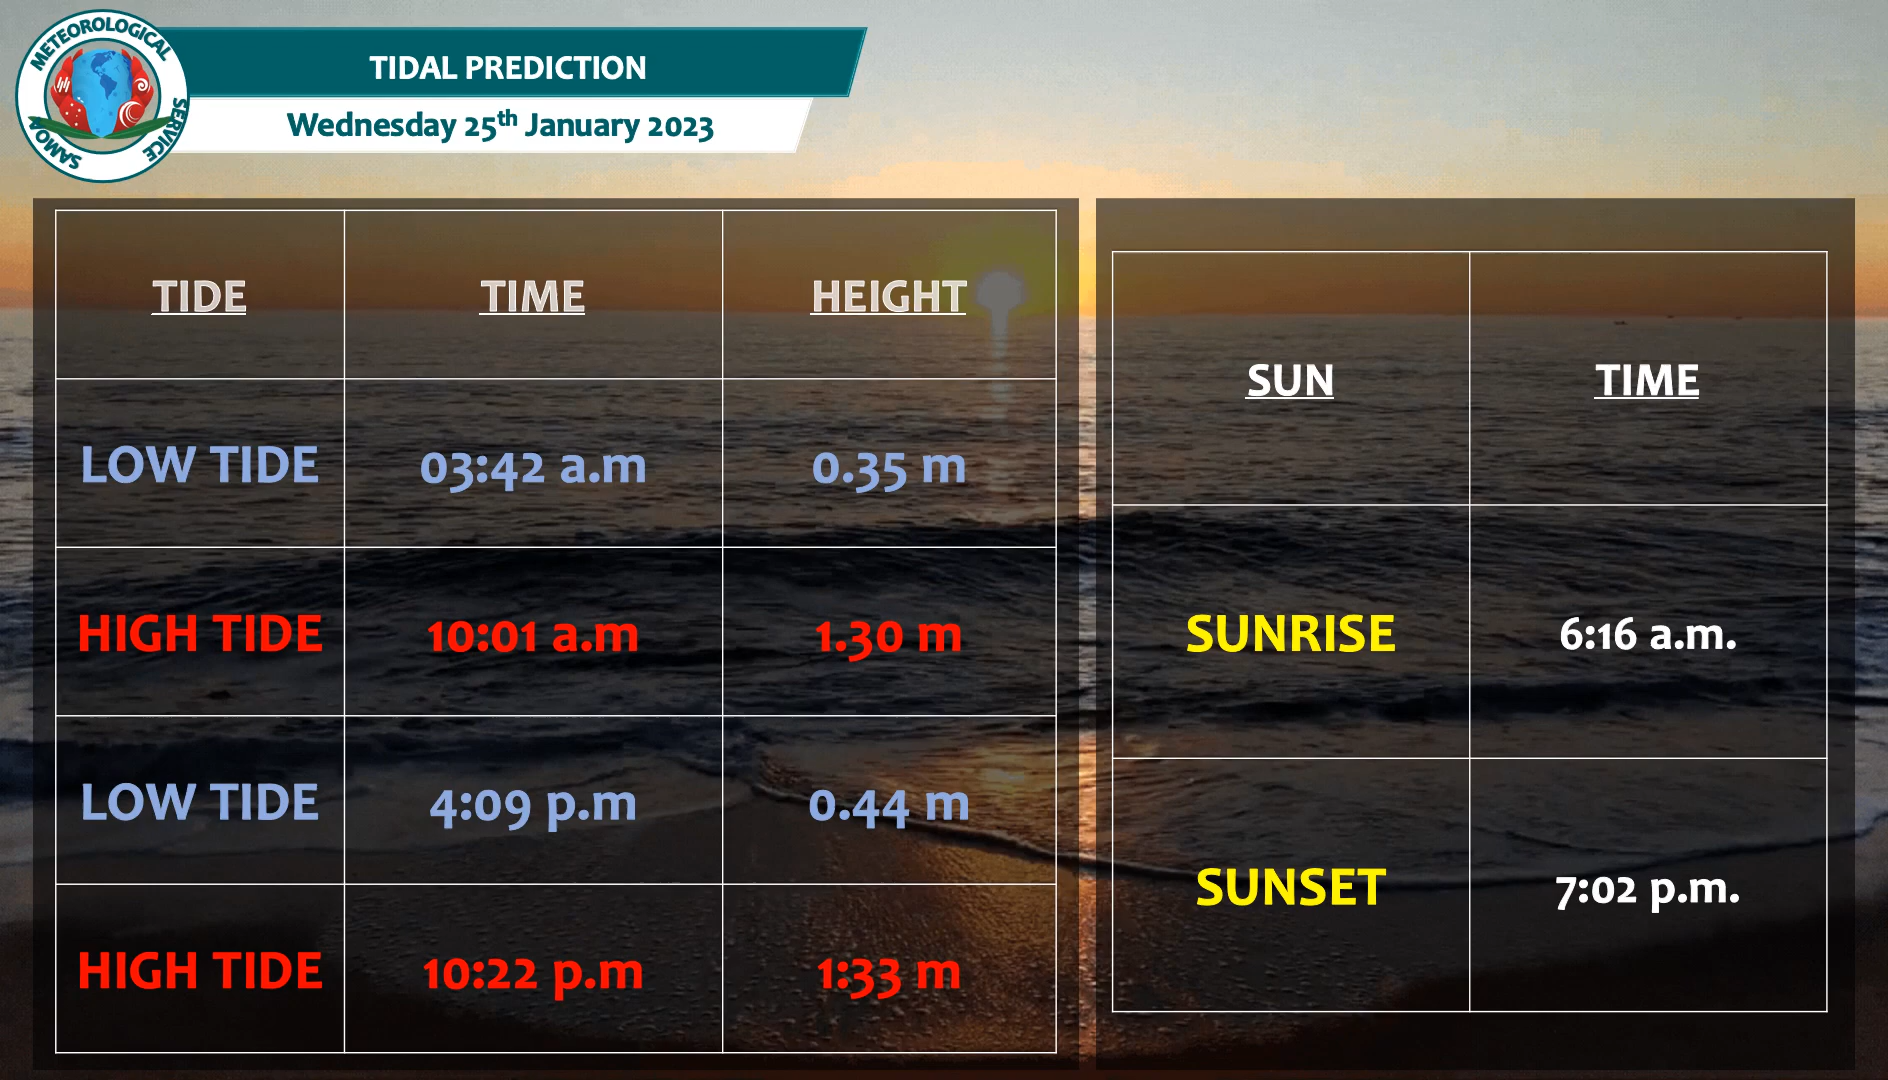 METEOROLOGICAL
SERVICE
SAMOA
TIDAL PREDICTION
Wednesday 25th January 2023
TIDE TIME HEIGHT
LOW TIDE 03:42 a.m 0.35 m
HIGH TIDE 10:01 a.m 1.30 m
LOW TIDE 4:09 p.m 0.44 m
HIGH TIDE 10:22 p.m 1:33 m
SUN TIME
SUNRISE 6:16 a.m.
SUNSET 7:02 p.m.